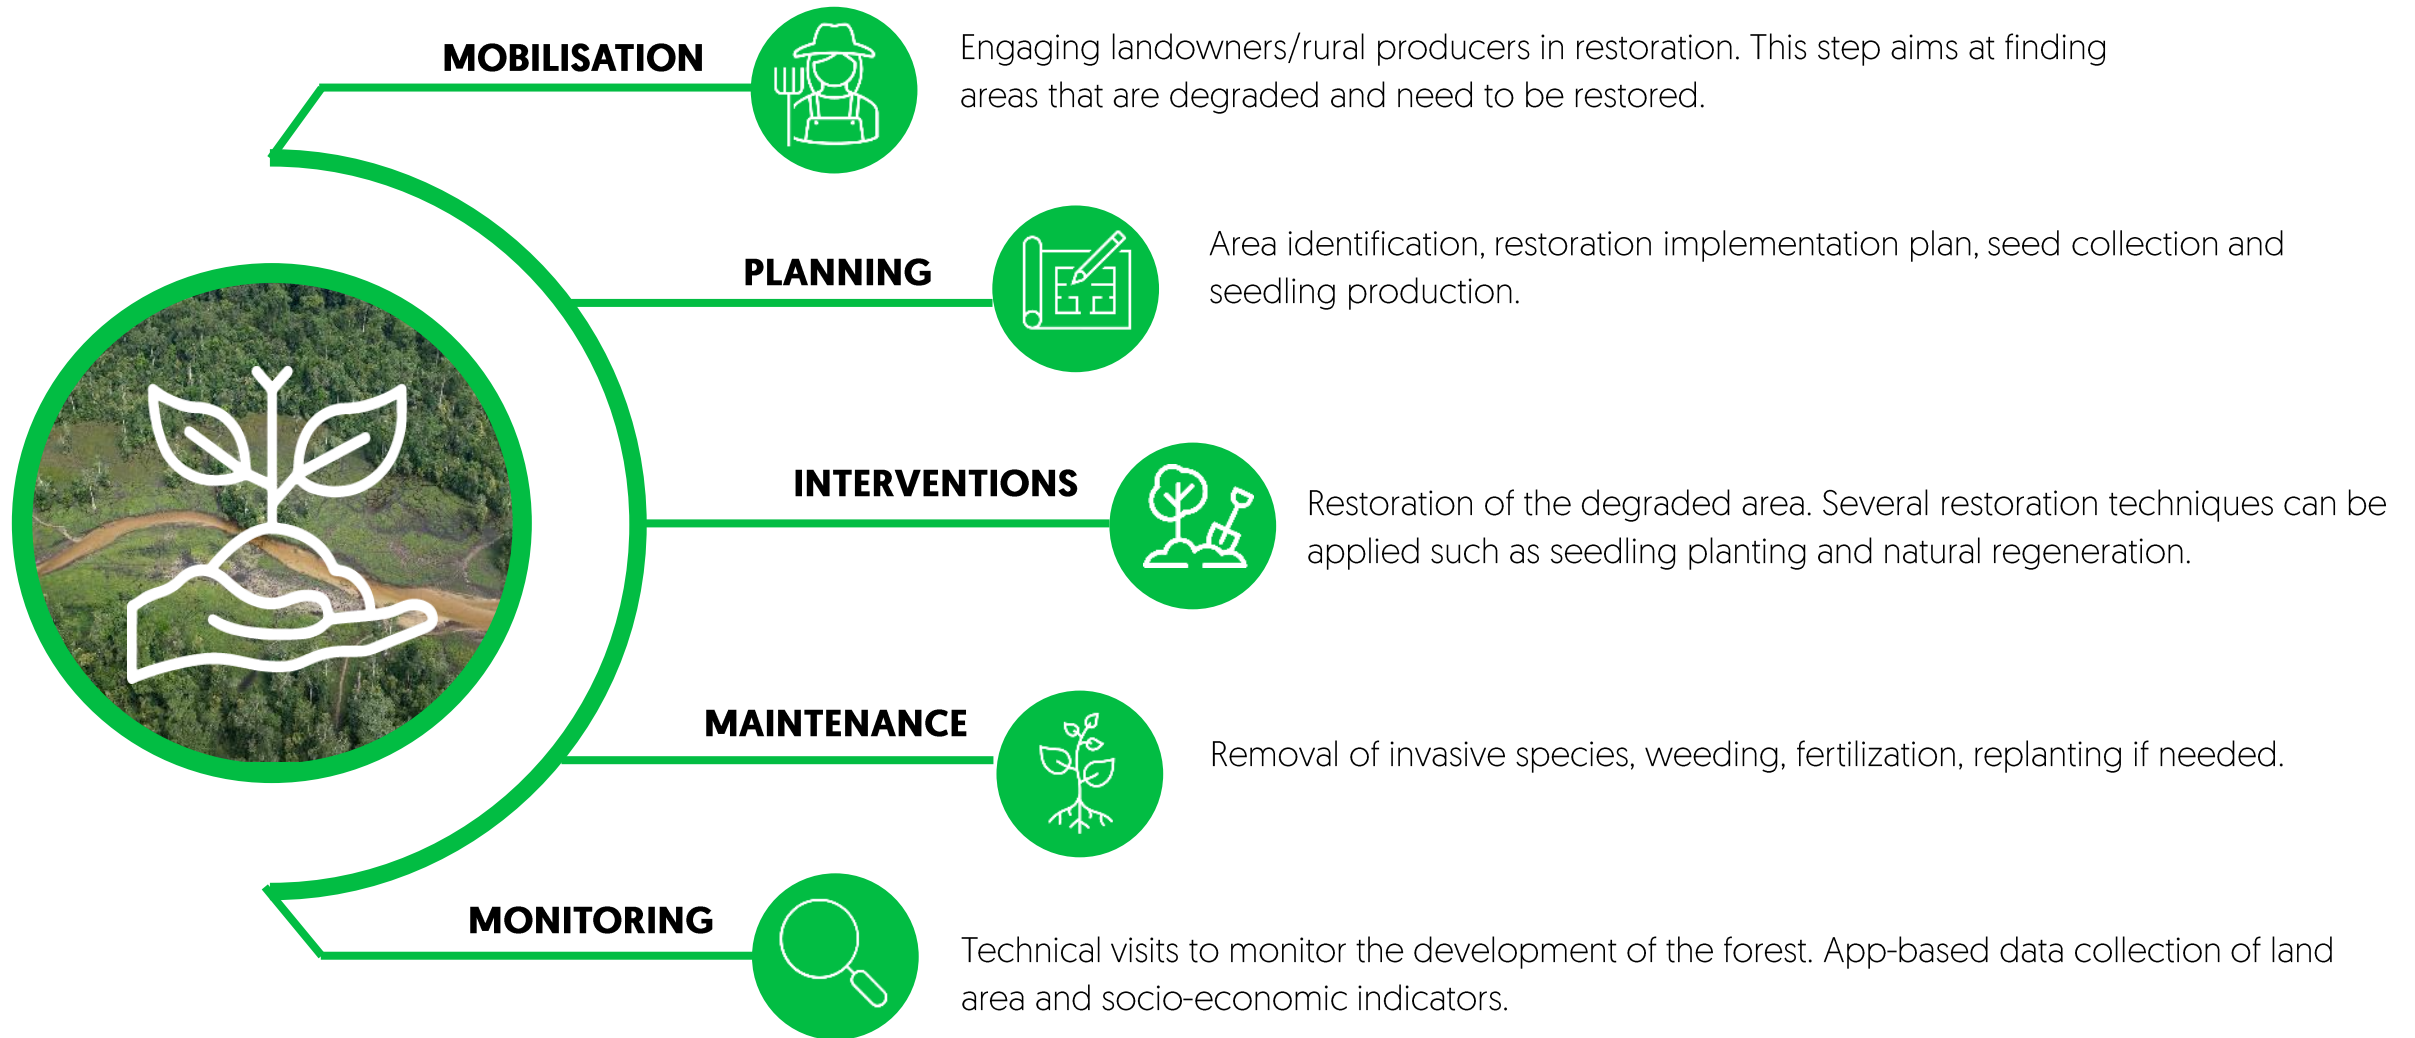 MOBILISATION
Engaging landowners/rural producers in restoration. This step aims at finding
areas that are degraded and need to be restored.
PLANNING
Area identification, restoration implementation plan, seed collection and
seedling production.
INTERVENTIONS
Restoration of the degraded area. Several restoration techniques can be
applied such as seedling planting and natural regeneration.
MAINTENANCE
Removal of invasive species, weeding, fertilization, replanting if needed.
MONITORING
Technical visits to monitor the development of the forest. App-based data collection of land
area and socio-economic indicators.